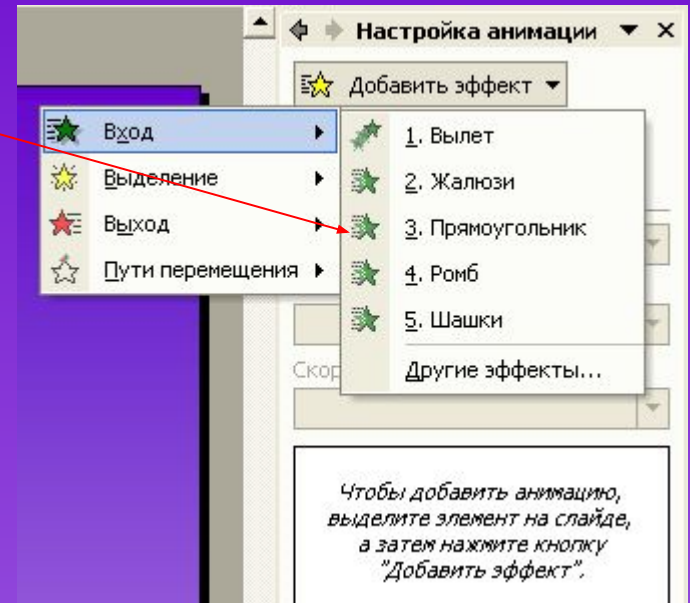 Настройка анимации
Добавить эффект
Вход
Выделение
Выход
Пути перемещения
1. Вылет
2. Жалюзи
3. Прямоугольник
4. Ромб
5. Шашки
Другие эффекты...
Скор
Чтобы добавить анимацию,
выделите элемент на слайде,
а затем нажмите кнопку
"Добавить эффект".